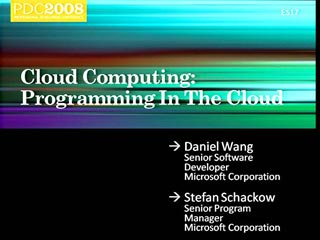 PDC2008
ES17
Cloud Computing:
Programming In The Cloud
→ Daniel Wang
Senior Software
Developer
Microsoft Corporation
→ Stefan Schackow
Senior Program
Manager
Microsoft Corporation